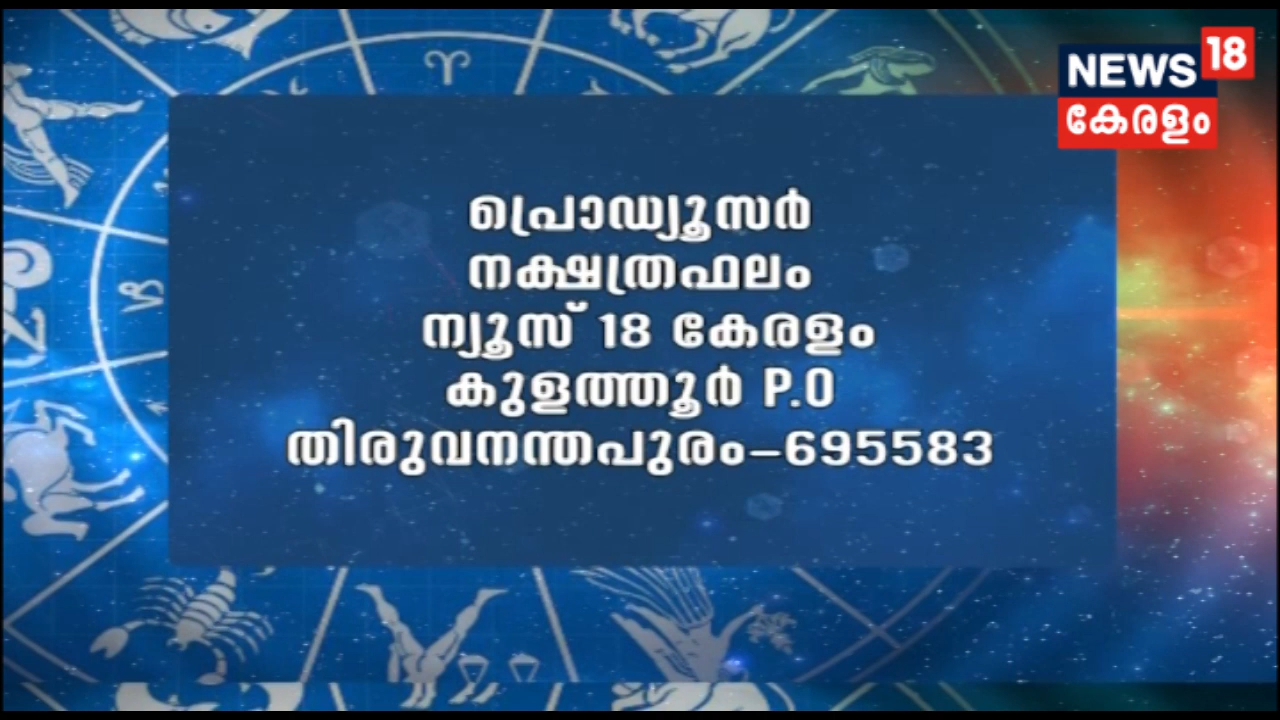 NEWS 18
കേരളം
പ്രൊഡ്യൂസർ
നക്ഷത്രഫലം
ന്യൂസ് 18 കേരളം
കുളത്തൂർ P.O
തിരുവനന്തപുരം-695583